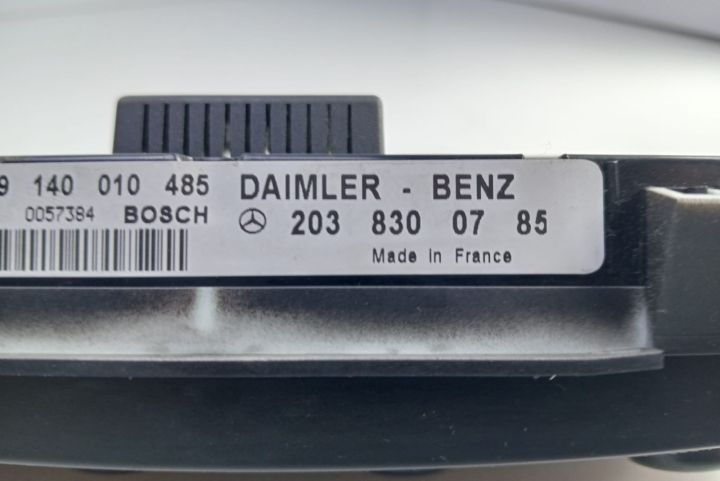 9 140 010 485 DAIMLER - BENZ
0057384 BOSCH 203 830 07 85
Made in France